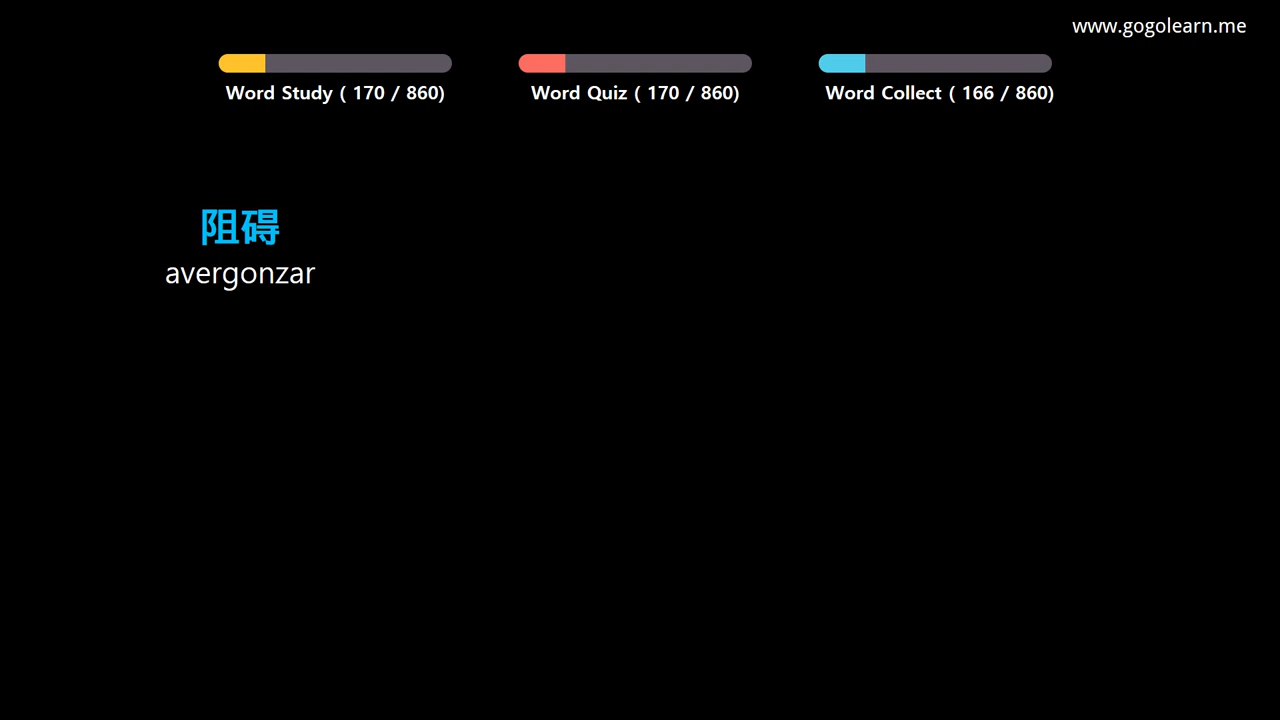 www.gogolearn.me
Word Study ( 170 / 860)
Word Quiz ( 170 / 860)
Word Collect ( 166 / 860)
阻碍
avergonzar